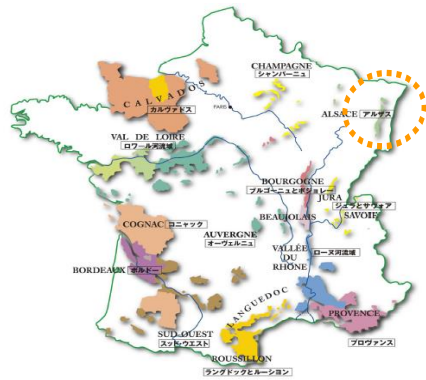 CHAMPAGNE
シャンパーニュ
CALVADOS
カルヴァドス
PARIS
ALSACE アルザス
VAL DE LOIRE
ロワール河流域
BOURGOGNE
ブルゴーニュとボジョレー
JURA
ジュラとサヴォア
BEAUJOLAIS
SAVOIE
COGNAC コニャック
AUVERGNE
オーヴェルニュ
VALLÉE
DU
RHÔNE
ローヌ河流域
BORDEAUX ボルドー
LANGUEDOC
PROVENCE
プロヴァンス
SUD OUEST
スッド・ウエスト
ROUSSILLON
ラングドックとルーション